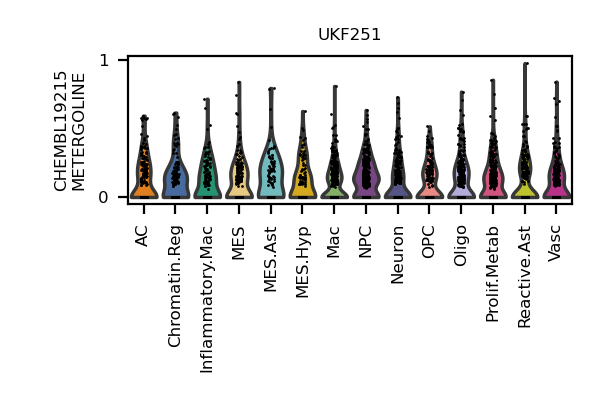 UKF251
CHEMBL19215
METERGOLINE
1
0
AC
Chromatin.Reg
Inflammatory.Mac
MES
MES.Ast
MES.Hyp
Mac
NPC
Neuron
OPC
Oligo
Prolif.Metab
Reactive.Ast
Vasc